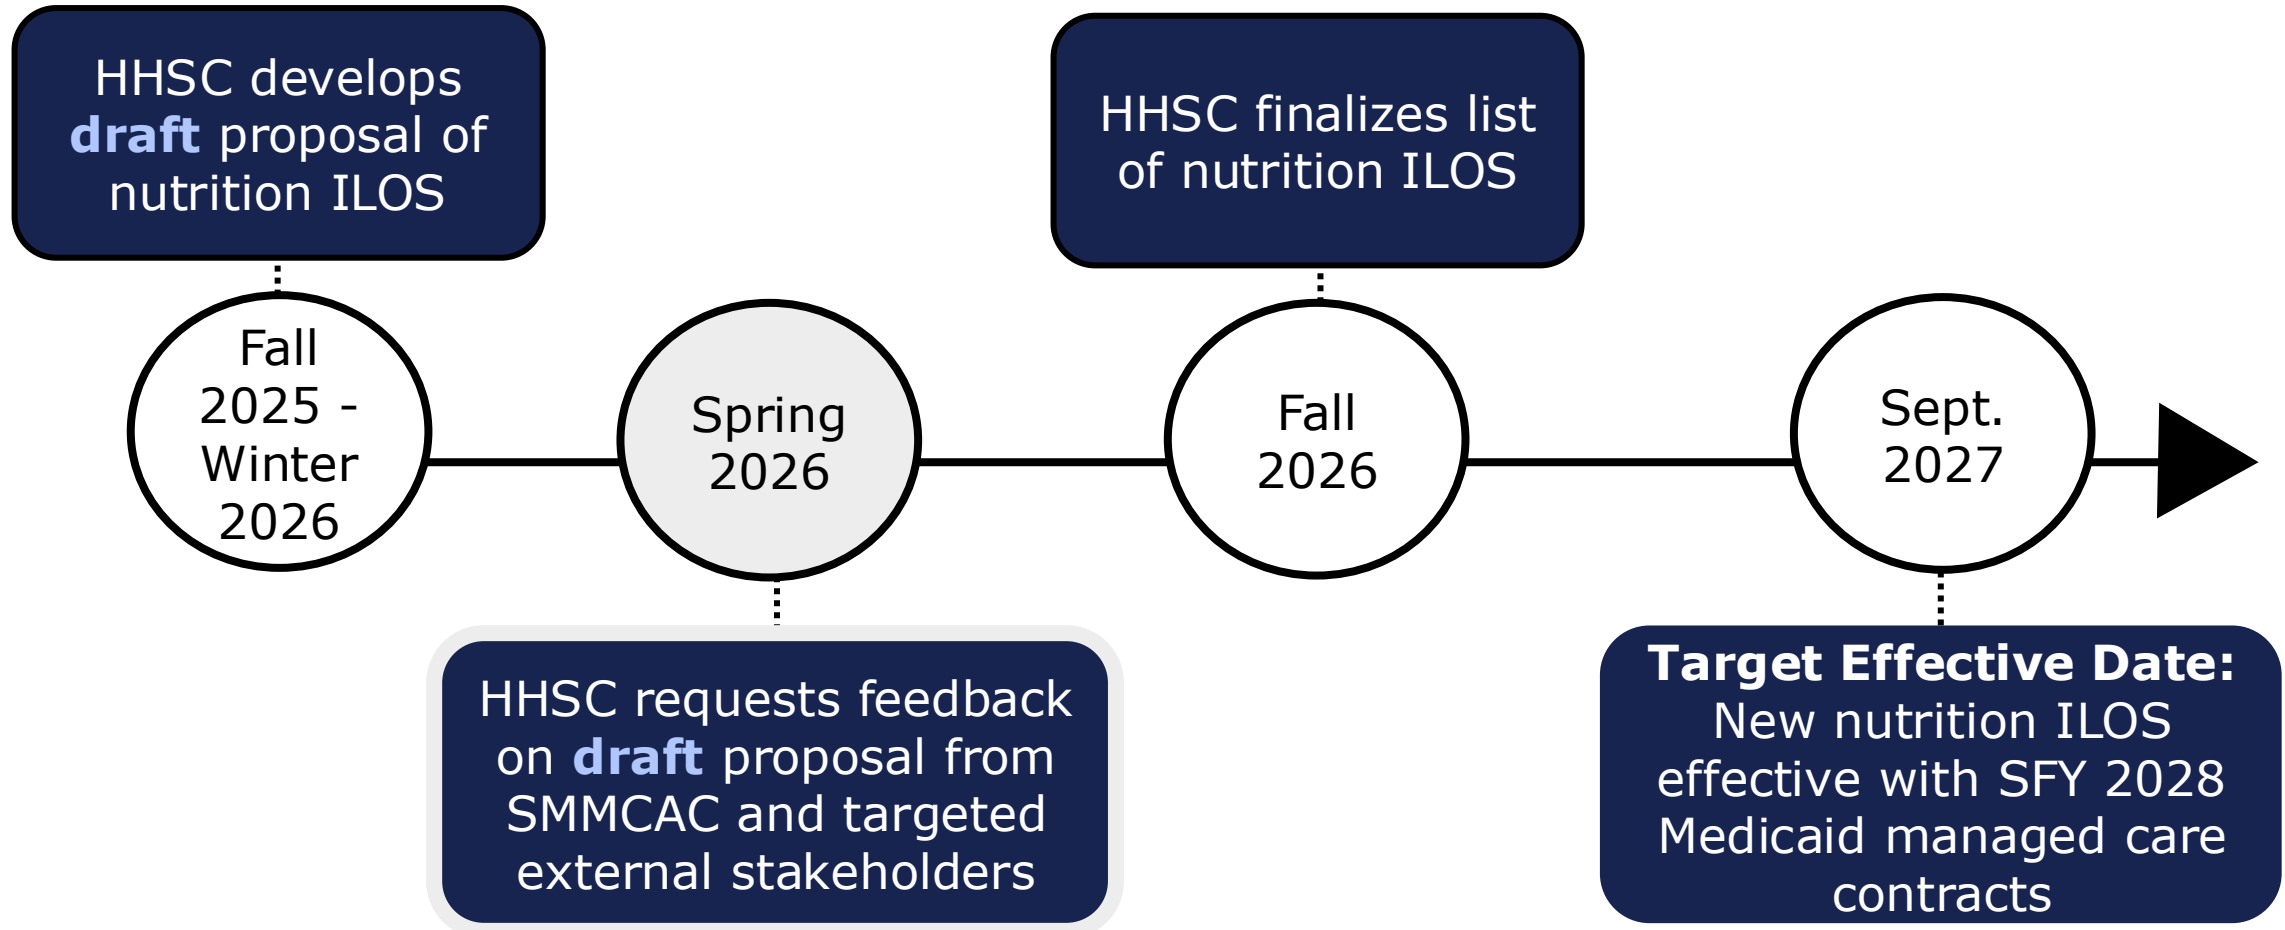 HHSC develops
draft proposal of
nutrition ILOS
HHSC finalizes list
of nutrition ILOS
Fall
2025 -
Winter
2026
Spring
2026
Fall
2026
Sept.
2027
HHSC requests feedback
on draft proposal from
SMMCAC and targeted
external stakeholders
Target Effective Date:
New nutrition ILOS
effective with SFY 2028
Medicaid managed care
contracts